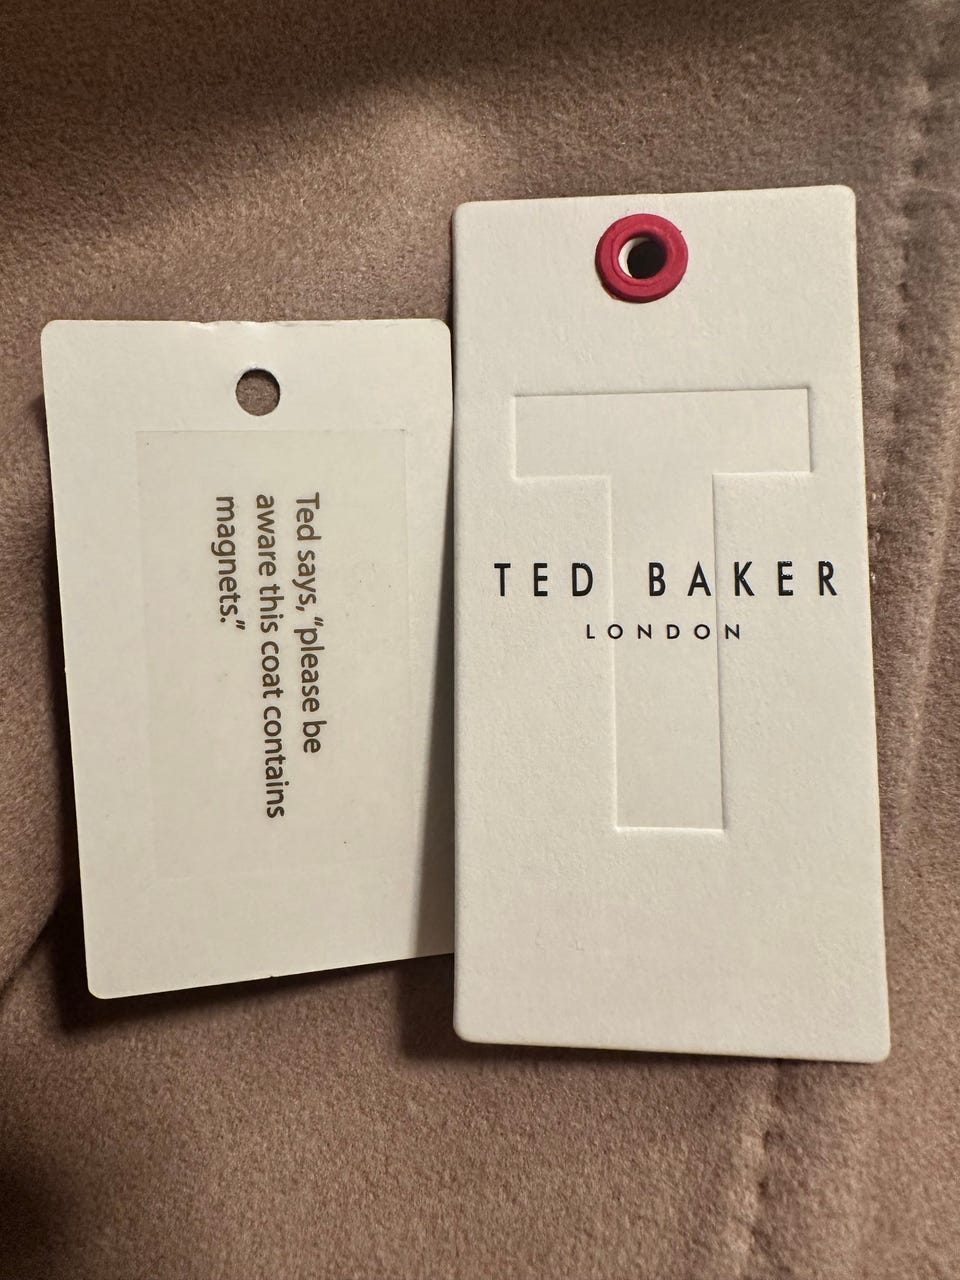 Ted says, “please be
aware this coat contains
magnets.”
T
TED BAKER
LONDON